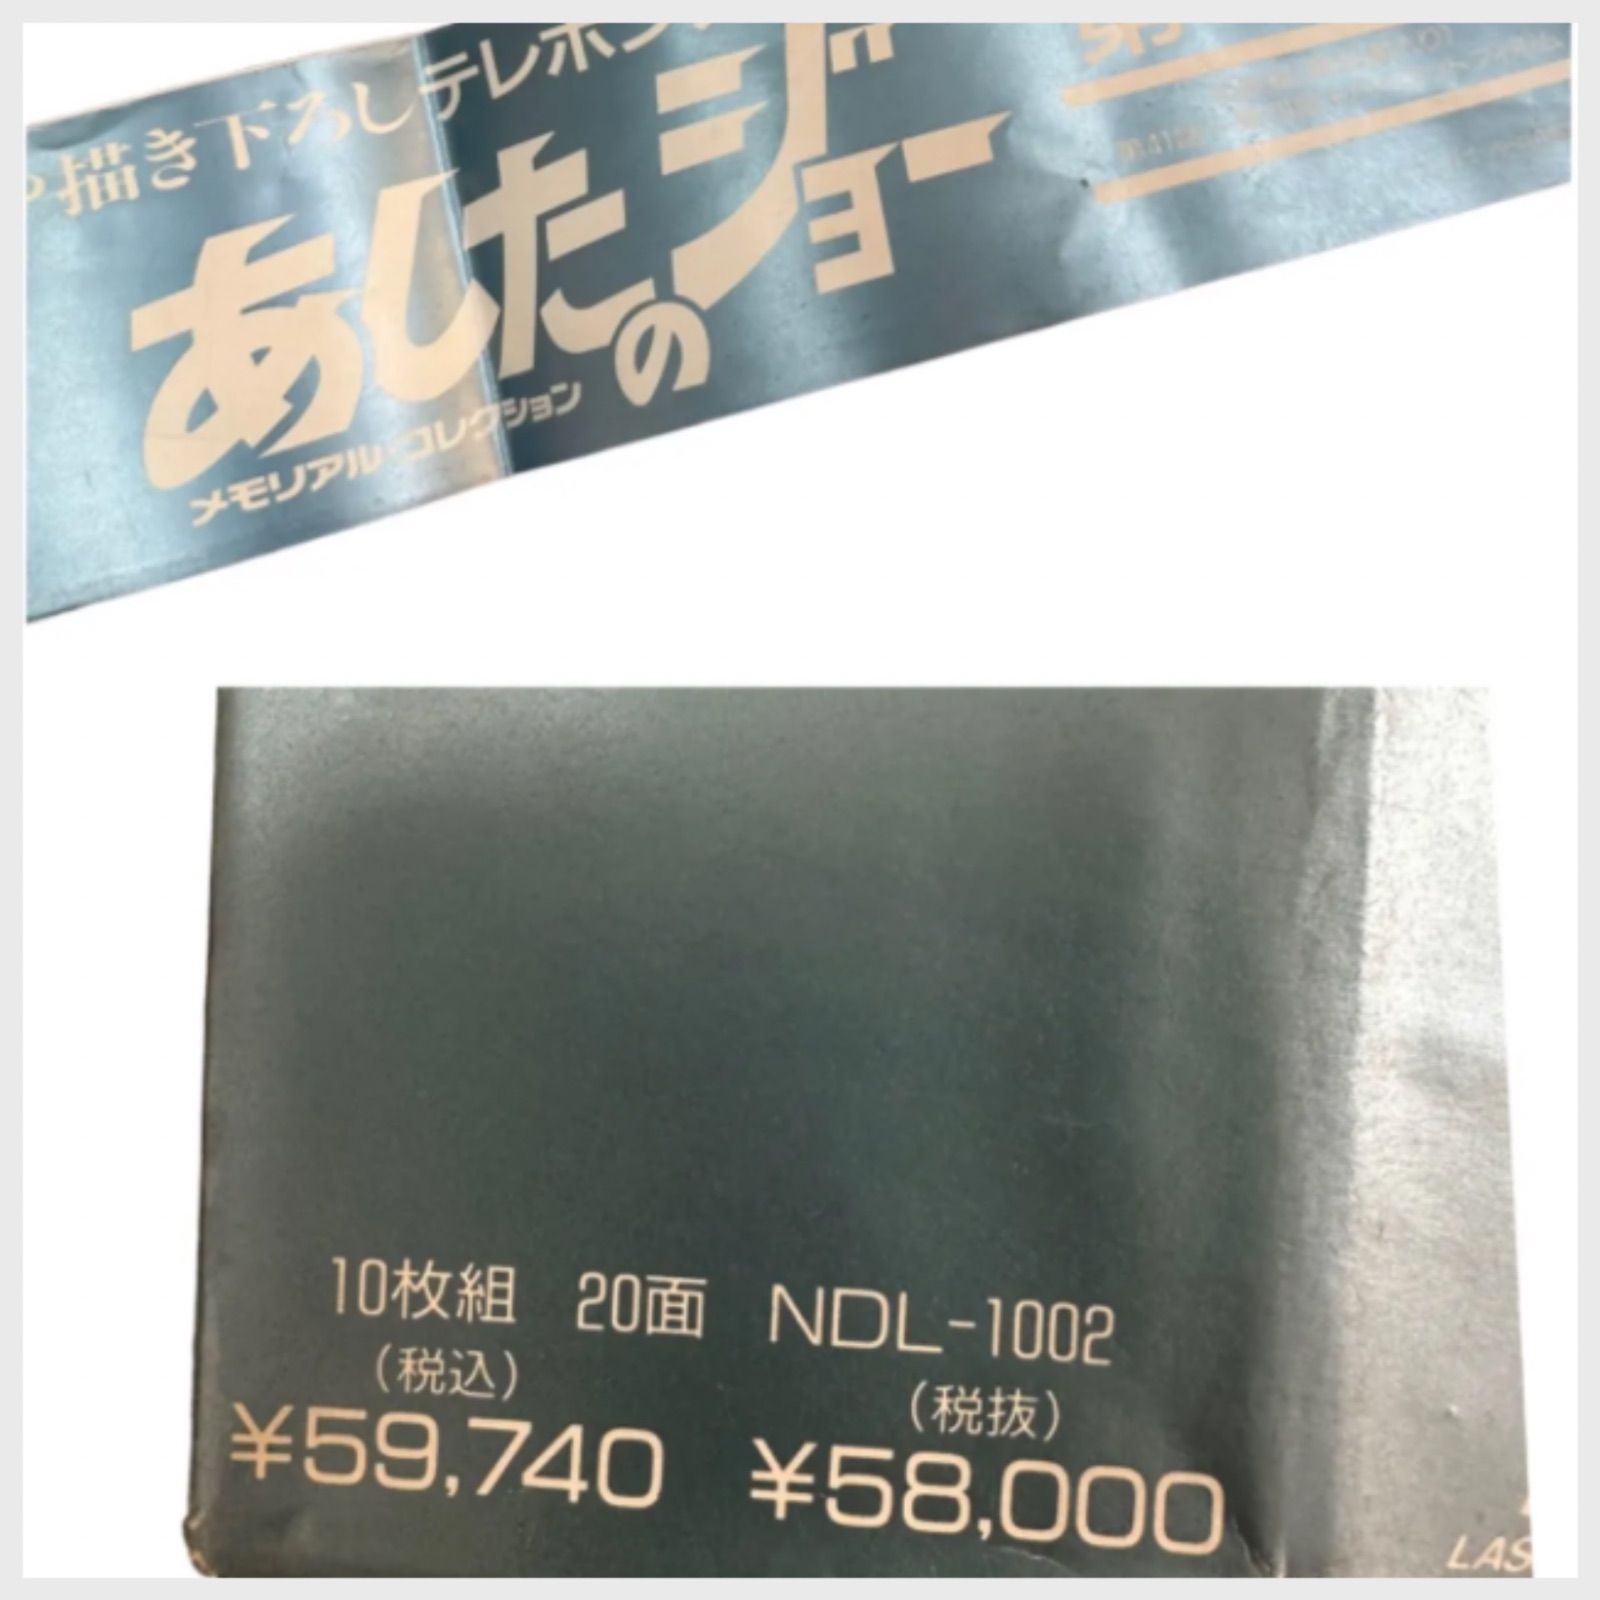 描き下ろしテレホン
あしたのジョー
メモリアル・コレクション
10枚組 20面 NDL-1002
(税込) (税抜)
¥59,740 ¥58,000
LAS